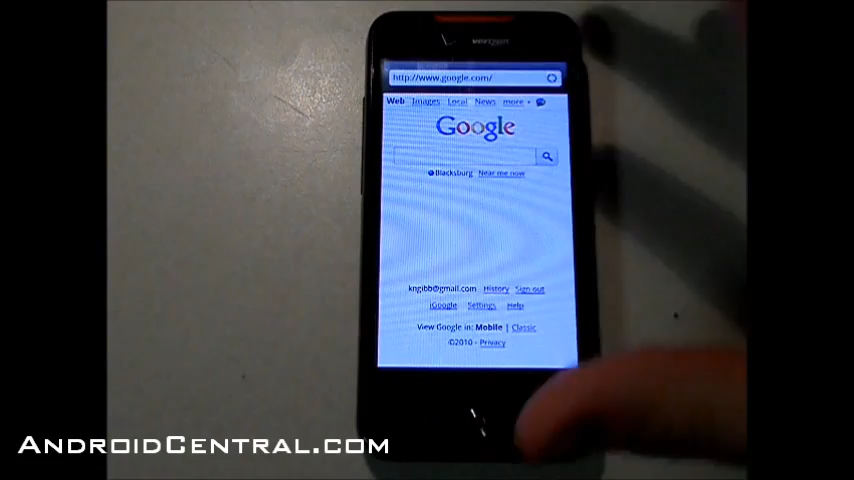 verizon
http://www.google.com/
Web Images Local News more
Google
Blacksburg Near me now
kngibb@gmail.com History Sign out
iGoogle Settings Help
View Google in: Mobile | Classic
©2010 - Privacy
ANDROIDCENTRAL.COM